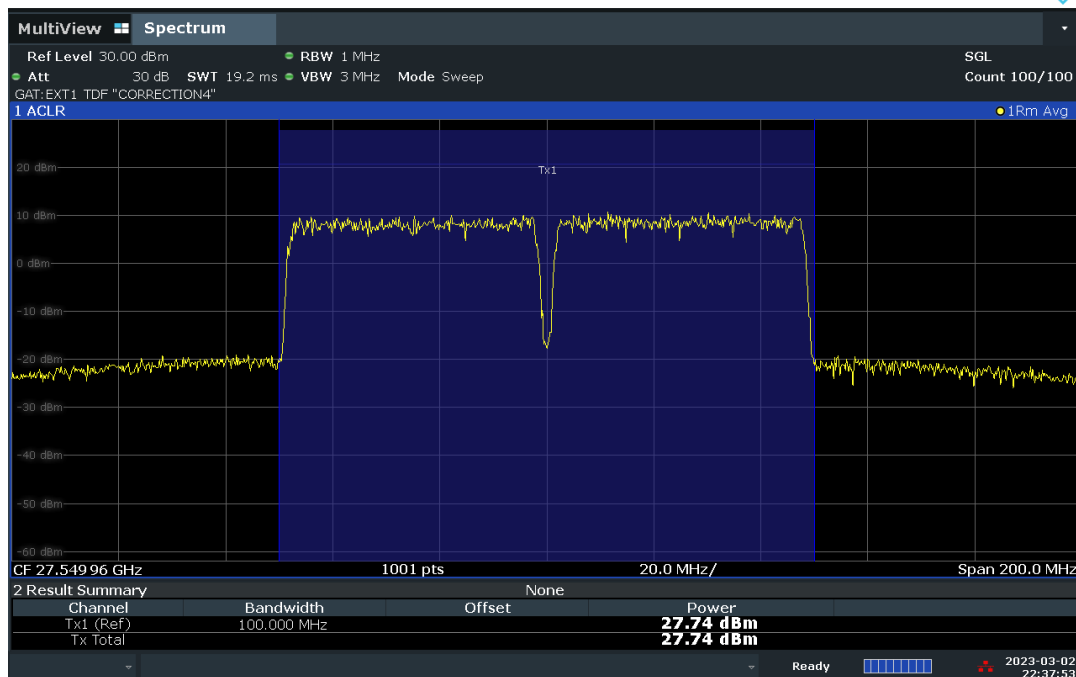 MultiView Spectrum
Ref Level 30.00 dBm RBW 1 MHz SGL
Att 30 dB SWT 19.2 ms VBW 3 MHz Mode Sweep Count 100/100
GAT:EXT1 TDF "CORRECTION4"
1 ACLR 1Rm Avg
Tx1
20 dBm
10 dBm
0 dBm
-10 dBm
-20 dBm
-30 dBm
-40 dBm
-50 dBm
-60 dBm
CF 27.549 96 GHz 1001 pts 20.0 MHz/ Span 200.0 MHz
2 Result Summary None
Channel Bandwidth Offset Power
Tx1 (Ref) 100.000 MHz 27.74 dBm
Tx Total 27.74 dBm
Ready 2023-03-02
22:37:53